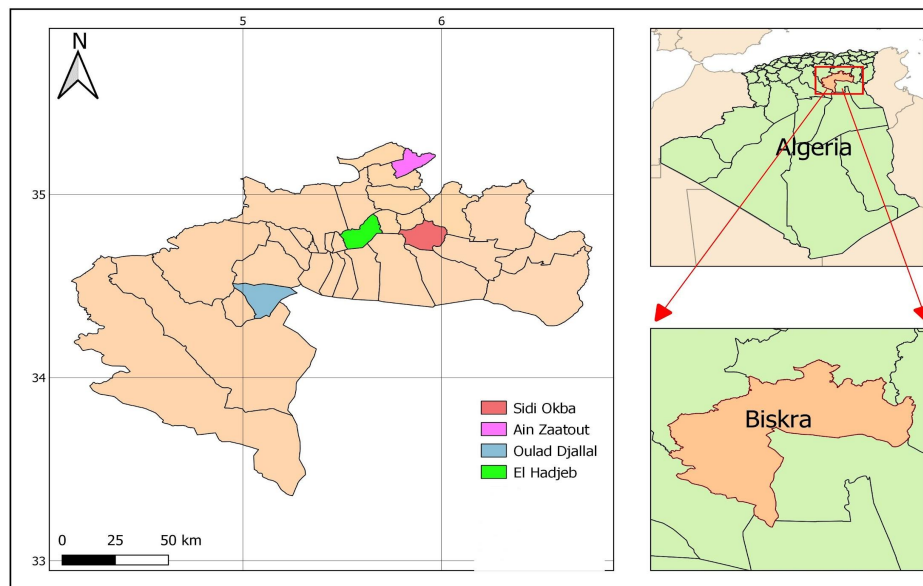 5
6
N
35
34
33
Sidi Okba
Ain Zaatout
Oulad Djallal
El Hadjeb
0 25 50 km
Algeria
Biskra